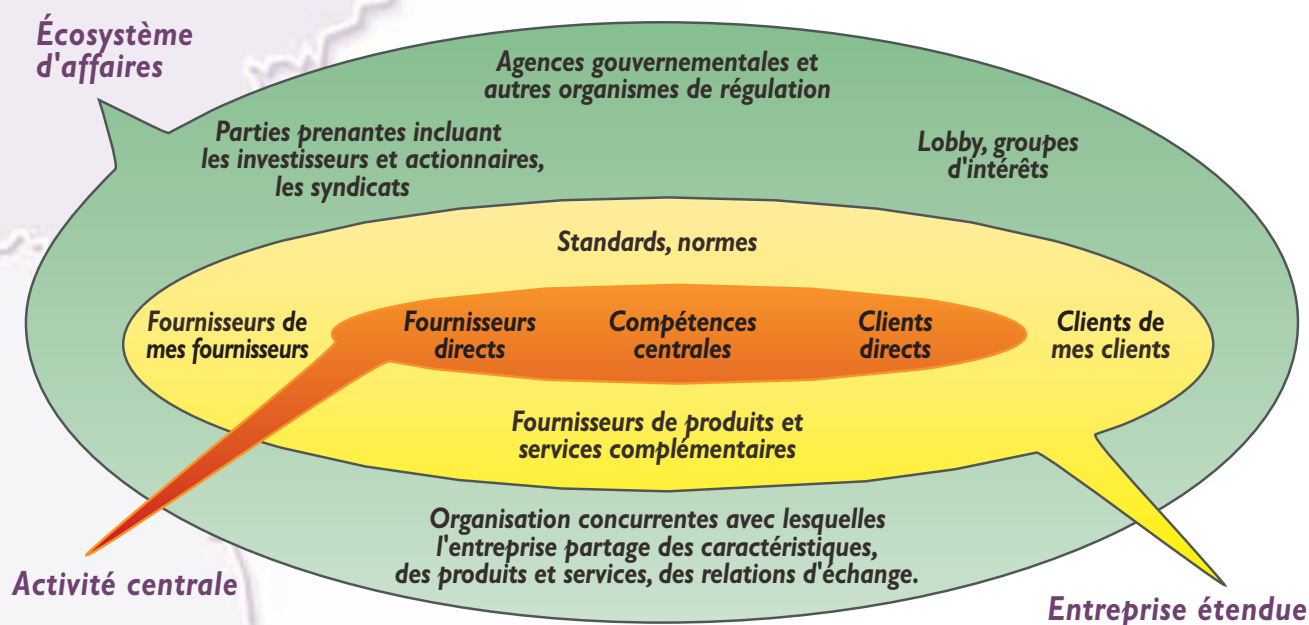 Écosystème
d'affaires
Agences gouvernementales et
autres organismes de régulation
Parties prenantes incluant
les investisseurs et actionnaires,
les syndicats
Lobby, groupes
d'intérêts
Standards, normes
Fournisseurs de
mes fournisseurs
Fournisseurs
directs
Compétences
centrales
Clients
directs
Clients de
mes clients
Fournisseurs de produits et
services complémentaires
Organisation concurrentes avec lesquelles
l'entreprise partage des caractéristiques,
des produits et services, des relations d'échange.
Activité centrale
Entreprise étendue